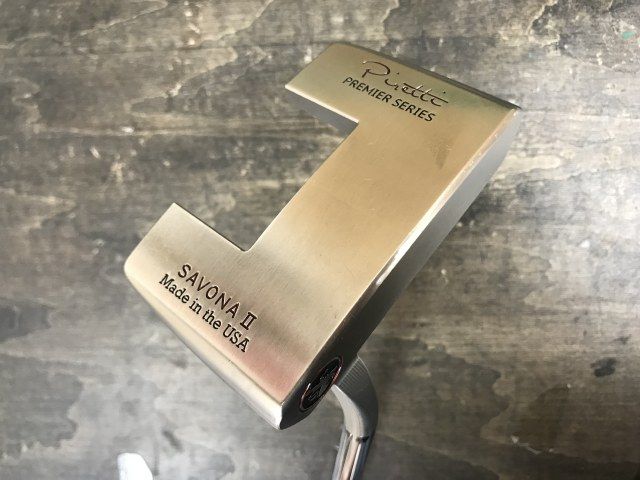 Piretti
PREMIER SERIES
SAVONA II
Made in the USA